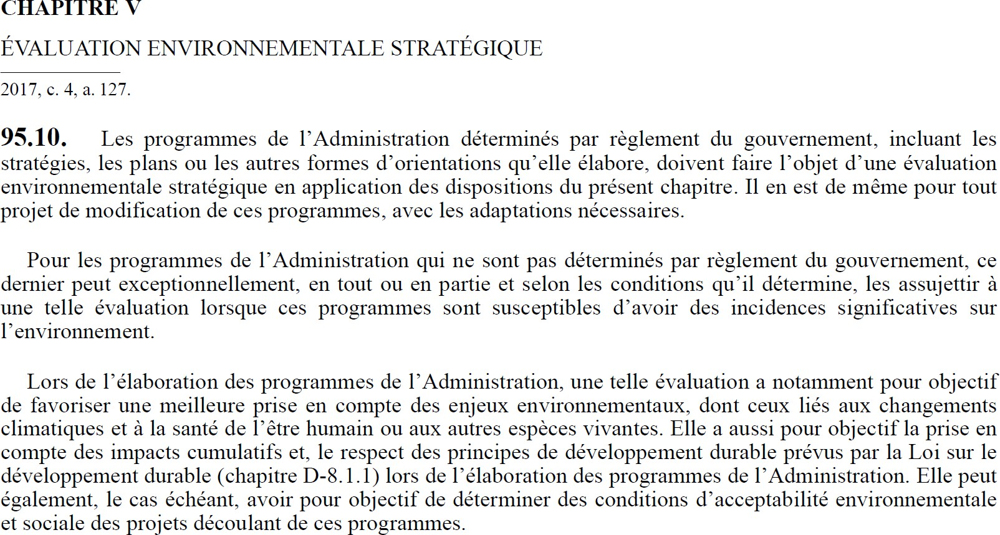 CHAPITRE V
ÉVALUATION ENVIRONNEMENTALE STRATÉGIQUE
2017, c. 4, a. 127.
95.10. Les programmes de l’Administration déterminés par règlement du gouvernement, incluant les
stratégies, les plans ou les autres formes d’orientations qu’elle élabore, doivent faire l’objet d’une évaluation
environnementale stratégique en application des dispositions du présent chapitre. Il en est de même pour tout
projet de modification de ces programmes, avec les adaptations nécessaires.
Pour les programmes de l’Administration qui ne sont pas déterminés par règlement du gouvernement, ce
dernier peut exceptionnellement, en tout ou en partie et selon les conditions qu’il détermine, les assujettir à
une telle évaluation lorsque ces programmes sont susceptibles d’avoir des incidences significatives sur
l’environnement.
Lors de l’élaboration des programmes de l’Administration, une telle évaluation a notamment pour objectif
de favoriser une meilleure prise en compte des enjeux environnementaux, dont ceux liés aux changements
climatiques et à la santé de l’être humain ou aux autres espèces vivantes. Elle a aussi pour objectif la prise en
compte des impacts cumulatifs et, le respect des principes de développement durable prévus par la Loi sur le
développement durable (chapitre D-8.1.1) lors de l’élaboration des programmes de l’Administration. Elle peut
également, le cas échéant, avoir pour objectif de déterminer des conditions d’acceptabilité environnementale
et sociale des projets découlant de ces programmes.